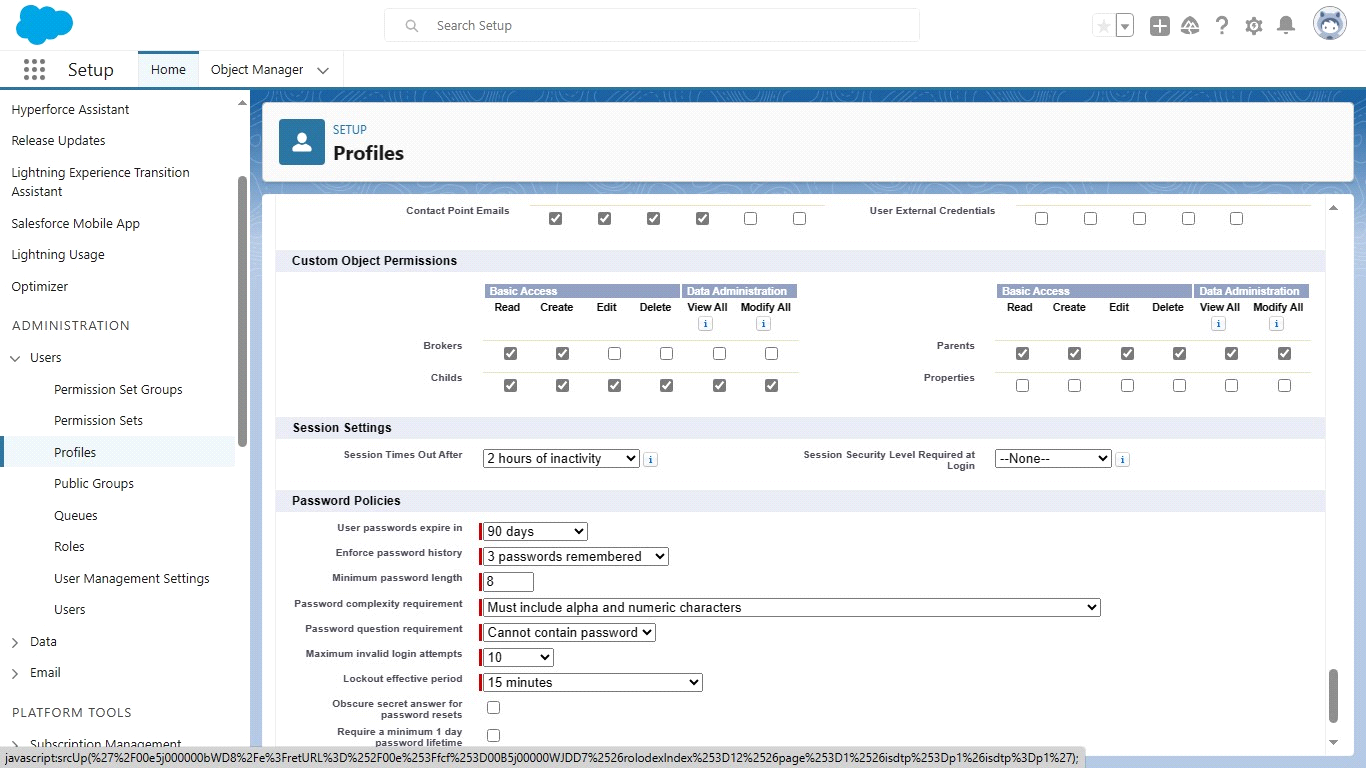 Search Setup
Setup
Home
Object Manager
Hyperforce Assistant
Release Updates
Lightning Experience Transition
Assistant
Salesforce Mobile App
Lightning Usage
Optimizer
ADMINISTRATION
Users
Permission Set Groups
Permission Sets
Profiles
Public Groups
Queues
Roles
User Management Settings
Users
Data
Email
PLATFORM TOOLS
Subscription Management
SETUP
Profiles
Contact Point Emails
User External Credentials
Custom Object Permissions
Basic Access Data Administration
Read Create Edit Delete View All Modify All
i i
Brokers
Childs
Basic Access Data Administration
Read Create Edit Delete View All Modify All
i i
Parents
Properties
Session Settings
Session Times Out After 2 hours of inactivity i
Session Security Level Required at
Login
--None-- i
Password Policies
User passwords expire in 90 days
Enforce password history 3 passwords remembered
Minimum password length 8
Password complexity requirement Must include alpha and numeric characters
Password question requirement Cannot contain password
Maximum invalid login attempts 10
Lockout effective period 15 minutes
Obscure secret answer for
password resets
Require a minimum 1 day
password lifetime
javascript:srcUp(%27%2F00e5j000000bWD8%2Fe%3FretURL%3D%252F00e%253Ffcf%253D00B5j00000WJDD7%2526rolodexIndex%253D12%2526page%253D1%2526isdtp%253Dp1%26isdtp%3Dp1%27);